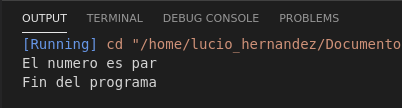 OUTPUT TERMINAL DEBUG CONSOLE PROBLEMS
[Running] cd "/home/lucio_hernandez/Documento
El numero es par
Fin del programa